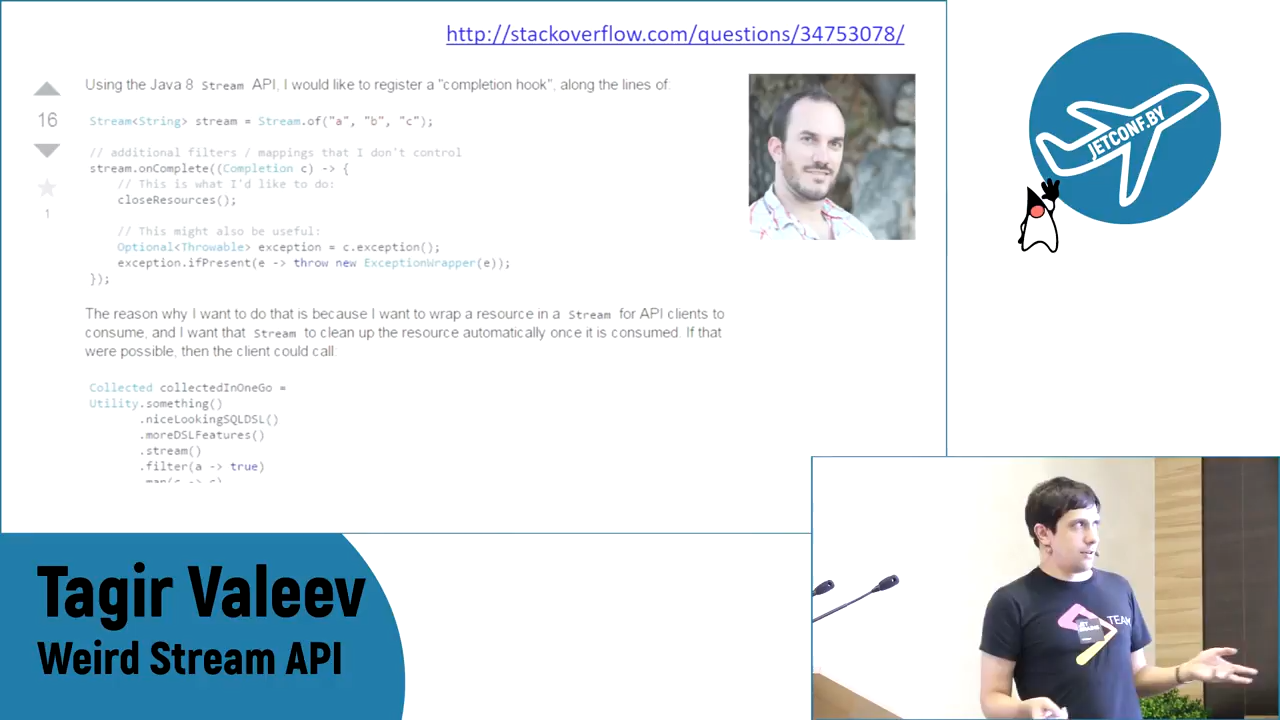 http://stackoverflow.com/questions/34753078/
Using the Java 8 Stream API, I would like to register a "completion hook", along the lines of:
16
1
Stream<String> stream = Stream.of("a", "b", "c");
// additional filters / mappings that I don't control
stream.onComplete((Completion c) -> {
// This is what I'd like to do:
closeResources();
// This might also be useful:
Optional<Throwable> exception = c.exception();
exception.ifPresent(e -> throw new ExceptionWrapper(e));
});
The reason why I want to do that is because I want to wrap a resource in a Stream for API clients to
consume, and I want that Stream to clean up the resource automatically once it is consumed. If that
were possible, then the client could call:
Collected collectedInOneGo =
Utility.something()
.niceLookingSQLDSL()
.moreDSLFeatures()
.stream()
.filter(a -> true)
.map(c -> c)
JETCONF.BY
Tagir Valeev
Weird Stream API
TEAM